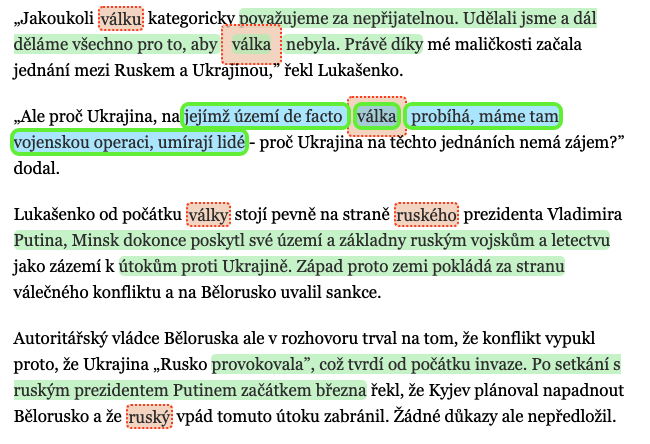 „Jakoukoli válku kategoricky považujeme za nepřijatelnou. Udělali jsme a dál
děláme všechno pro to, aby válka nebyla. Právě díky mé maličkosti začala
jednání mezi Ruskem a Ukrajinou,” řekl Lukašenko.
„Ale proč Ukrajina, na jejímž území de facto válka probíhá, máme tam
vojenskou operaci, umírají lidé - proč Ukrajina na těchto jednáních nemá zájem?”
dodal.
Lukašenko od počátku války stojí pevně na straně ruského prezidenta Vladimira
Putina, Minsk dokonce poskytl své území a základny ruským vojskům a letectvu
jako zázemí k útokům proti Ukrajině. Západ proto zemi pokládá za stranu
válečného konfliktu a na Bělorusko uvalil sankce.
Autoritářský vládce Běloruska ale v rozhovoru trval na tom, že konflikt vypukl
proto, že Ukrajina „Rusko provokovala”, což tvrdí od počátku invaze. Po setkání s
ruským prezidentem Putinem začátkem března řekl, že Kyjev plánoval napadnout
Bělorusko a že ruský vpád tomuto útoku zabránil. Žádné důkazy ale nepředložil.